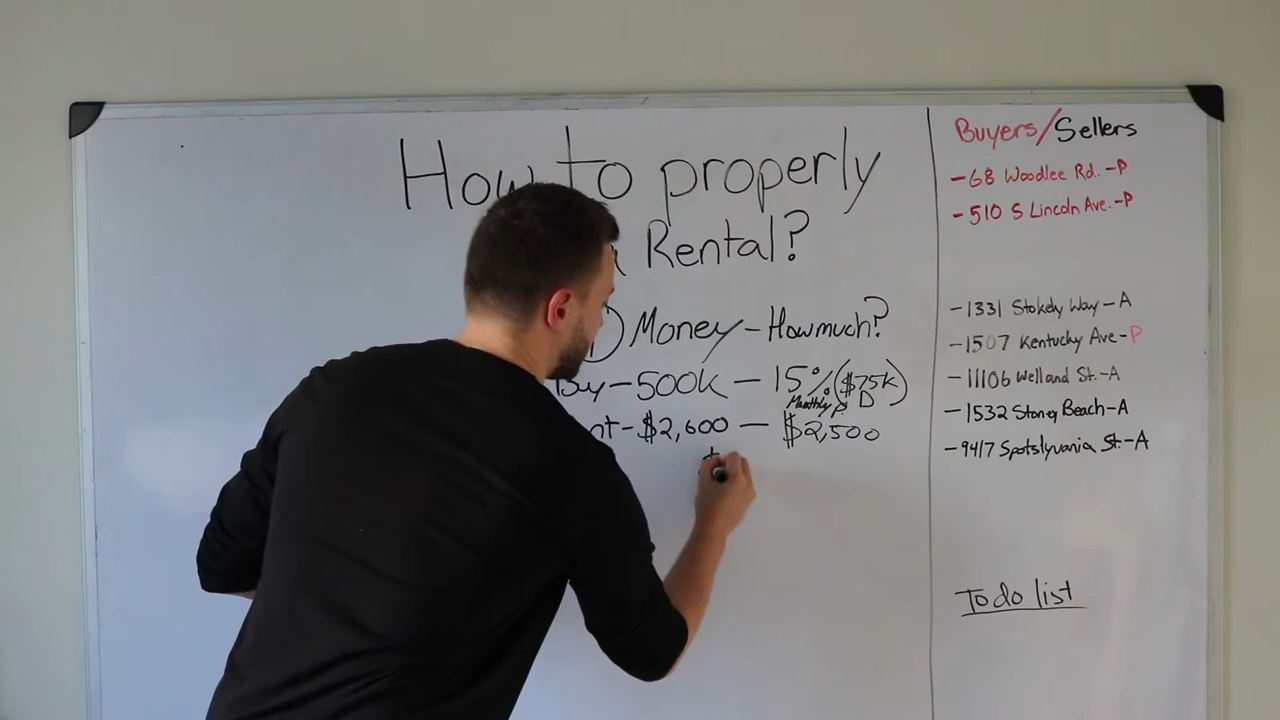 How to properly
Rental?
Money - How much?
Buy - 500K - 15% ($75K)
Monthly P. D
nt - $2,600 - $2,500
Buyers/Sellers
- 68 Woodlee Rd. - P
- 510 S Lincoln Ave. - P
- 1331 Stokely Way - A
- 1507 Kentucky Ave - P
- 11106 Welland St. - A
- 1532 Stoney Beach - A
- 9417 Spotslyvania St - A
To do list